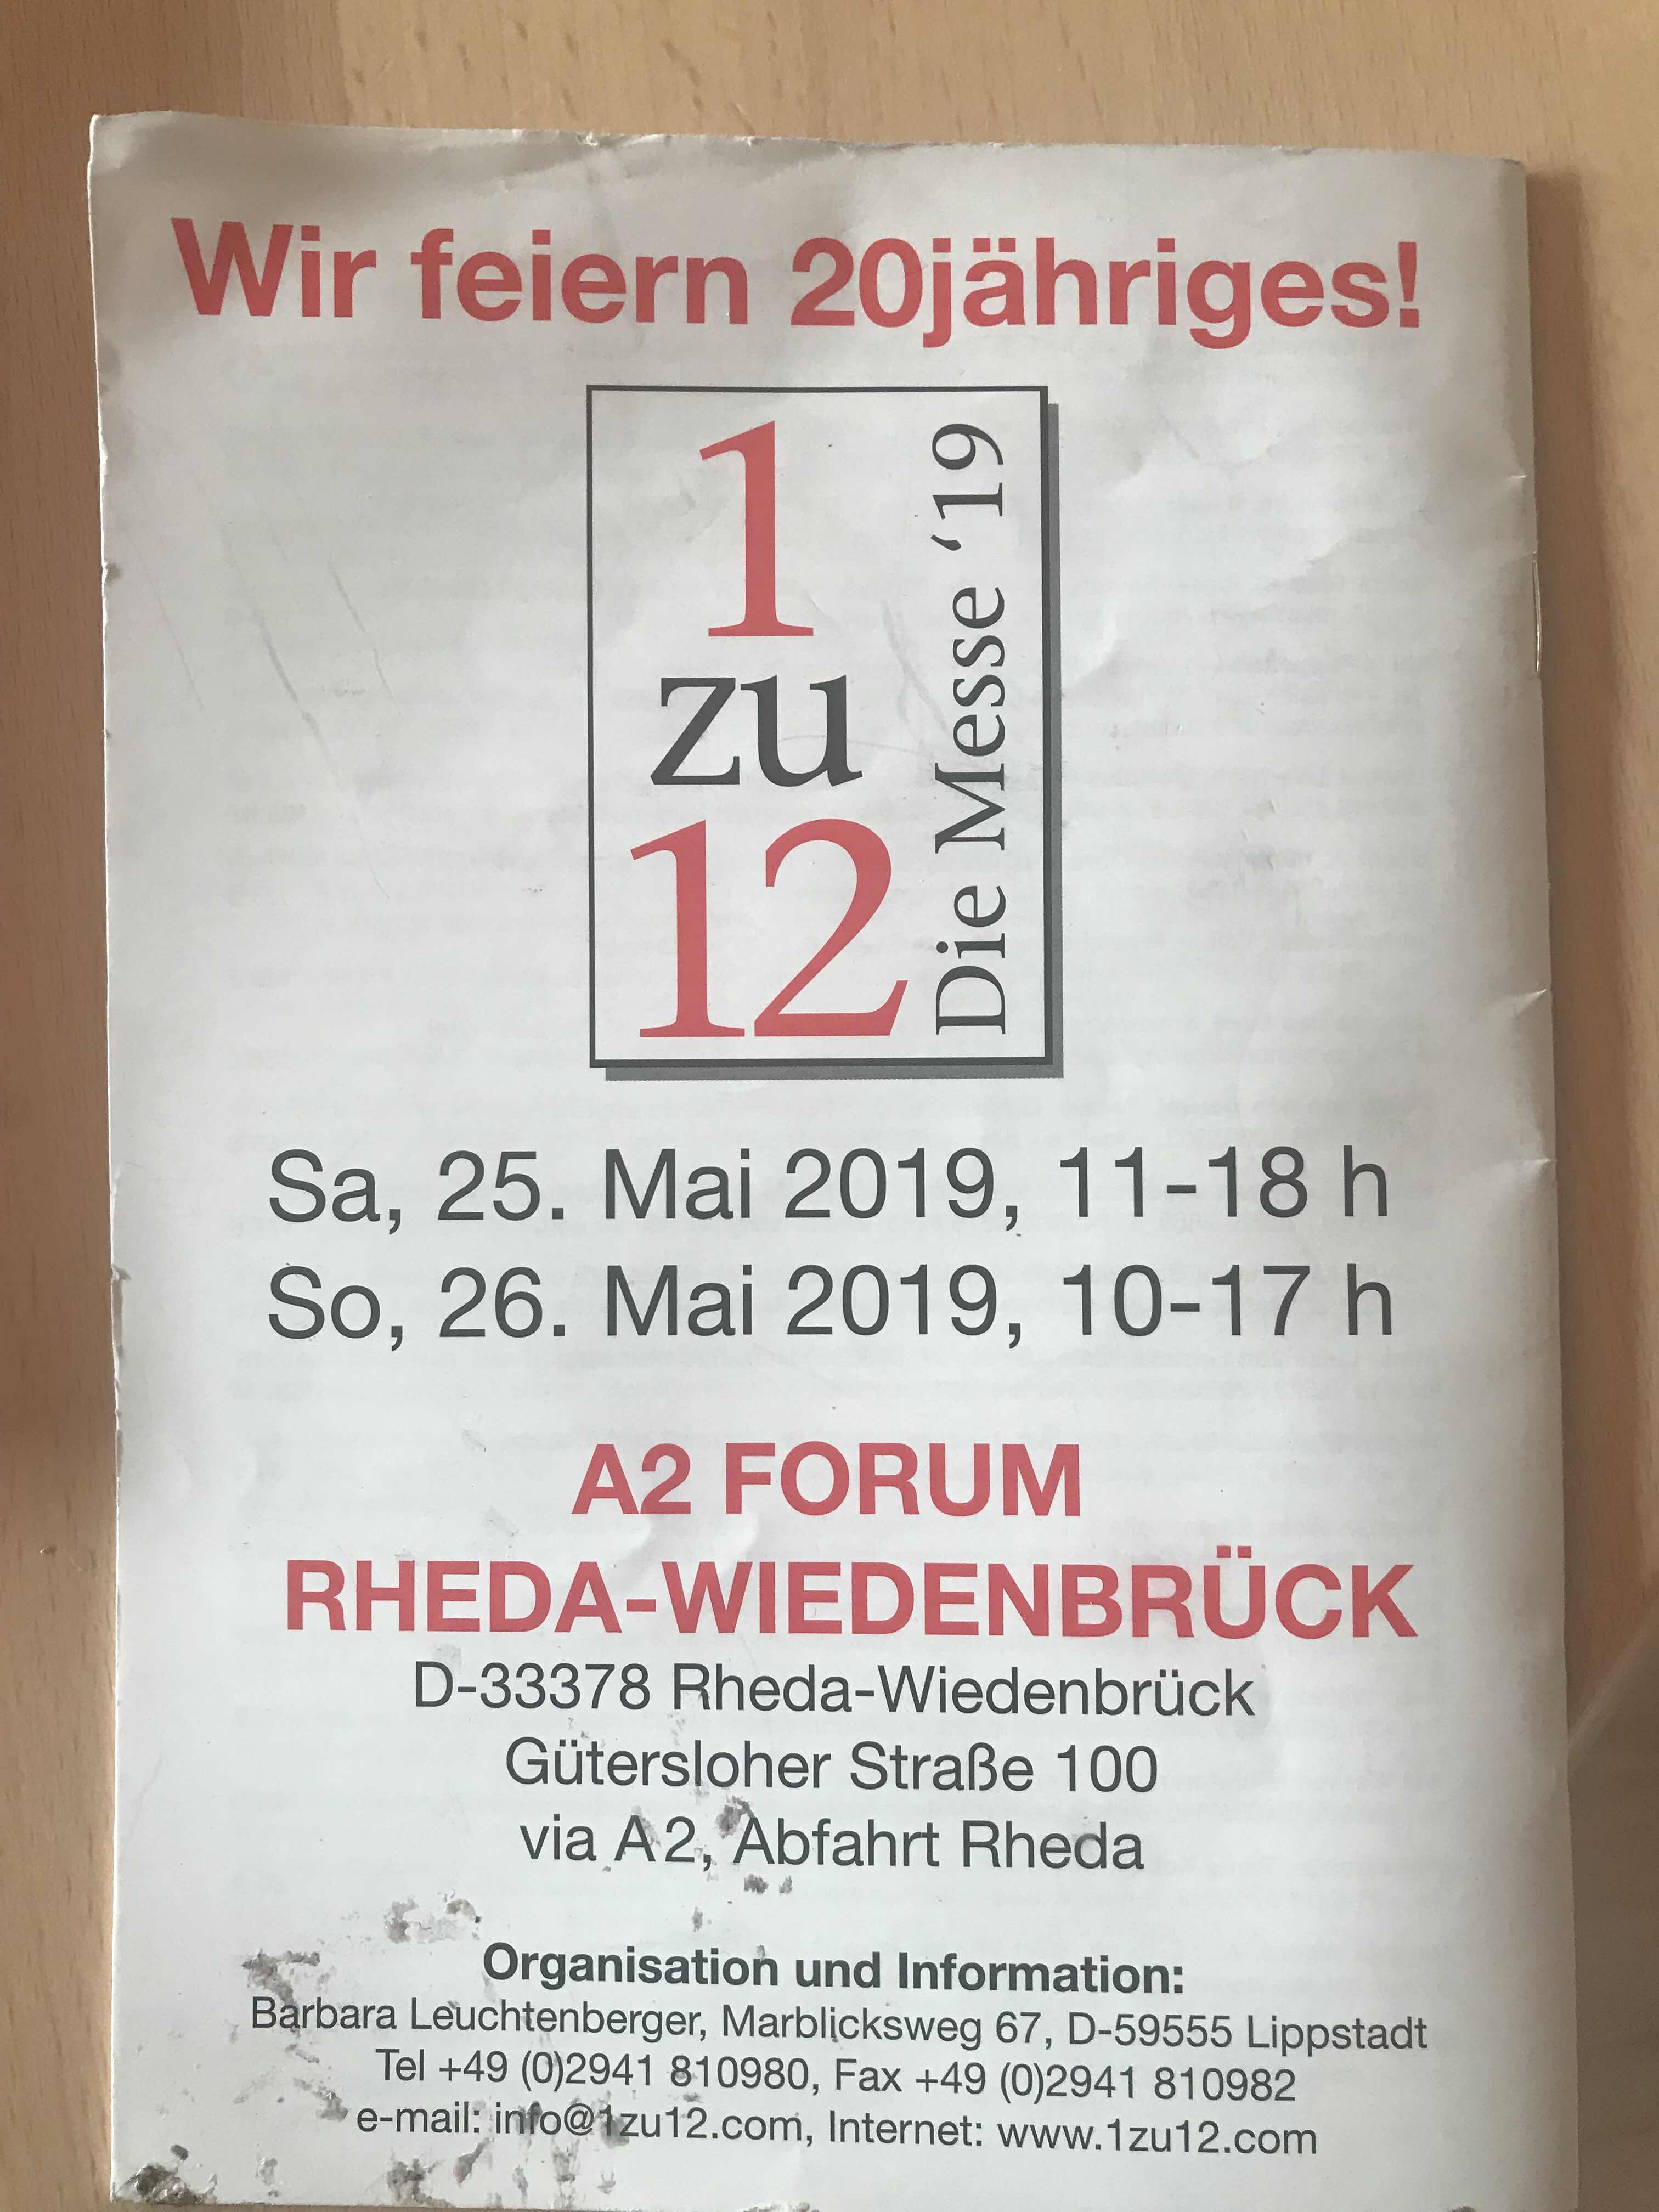 Wir feiern 20jähriges!
1
zu
12
Die Messe ‘19
Sa, 25. Mai 2019, 11-18 h
So, 26. Mai 2019, 10-17 h
A2 FORUM
RHEDA-WIEDENBRÜCK
D-33378 Rheda-Wiedenbrück
Gütersloher Straße 100
via A2, Abfahrt Rheda
Organisation und Information:
Barbara Leuchtenberger, Marblicksweg 67, D-59555 Lippstadt
Tel +49 (0)2941 810980, Fax +49 (0)2941 810982
e-mail: info@1zu12.com, Internet: www.1zu12.com